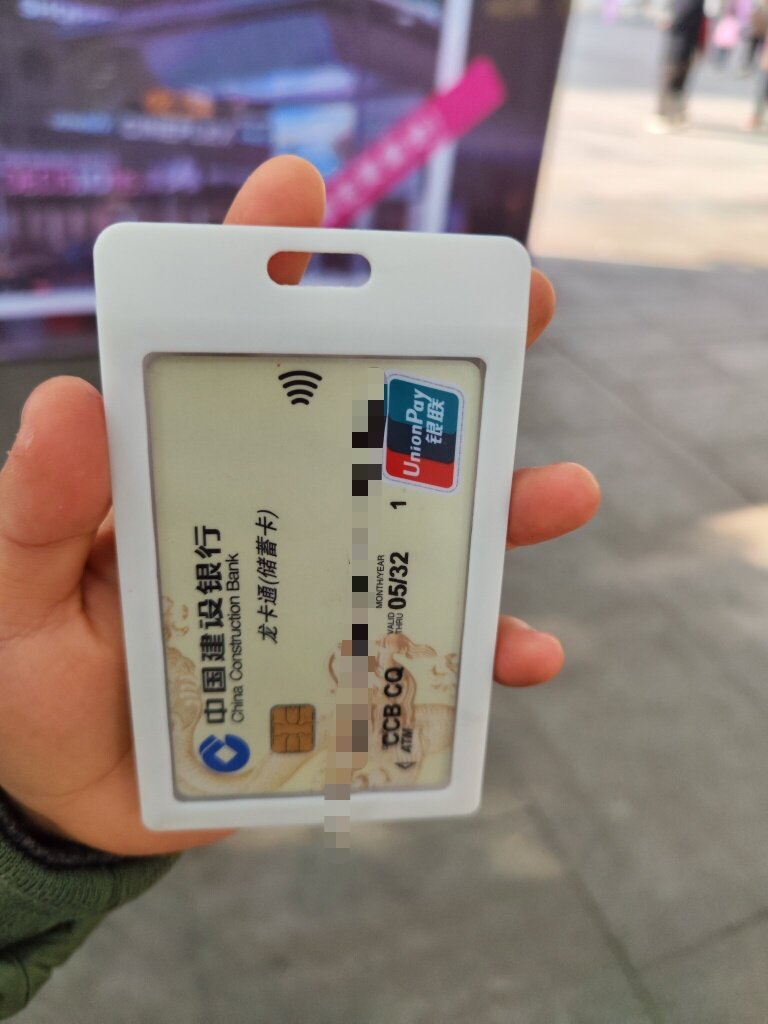 中国建设银行
China Construction Bank
龙卡通(储蓄卡)
MONTH/YEAR
VALID
THRU
05/32
1
CCB CQ
ATM
UnionPay
银联